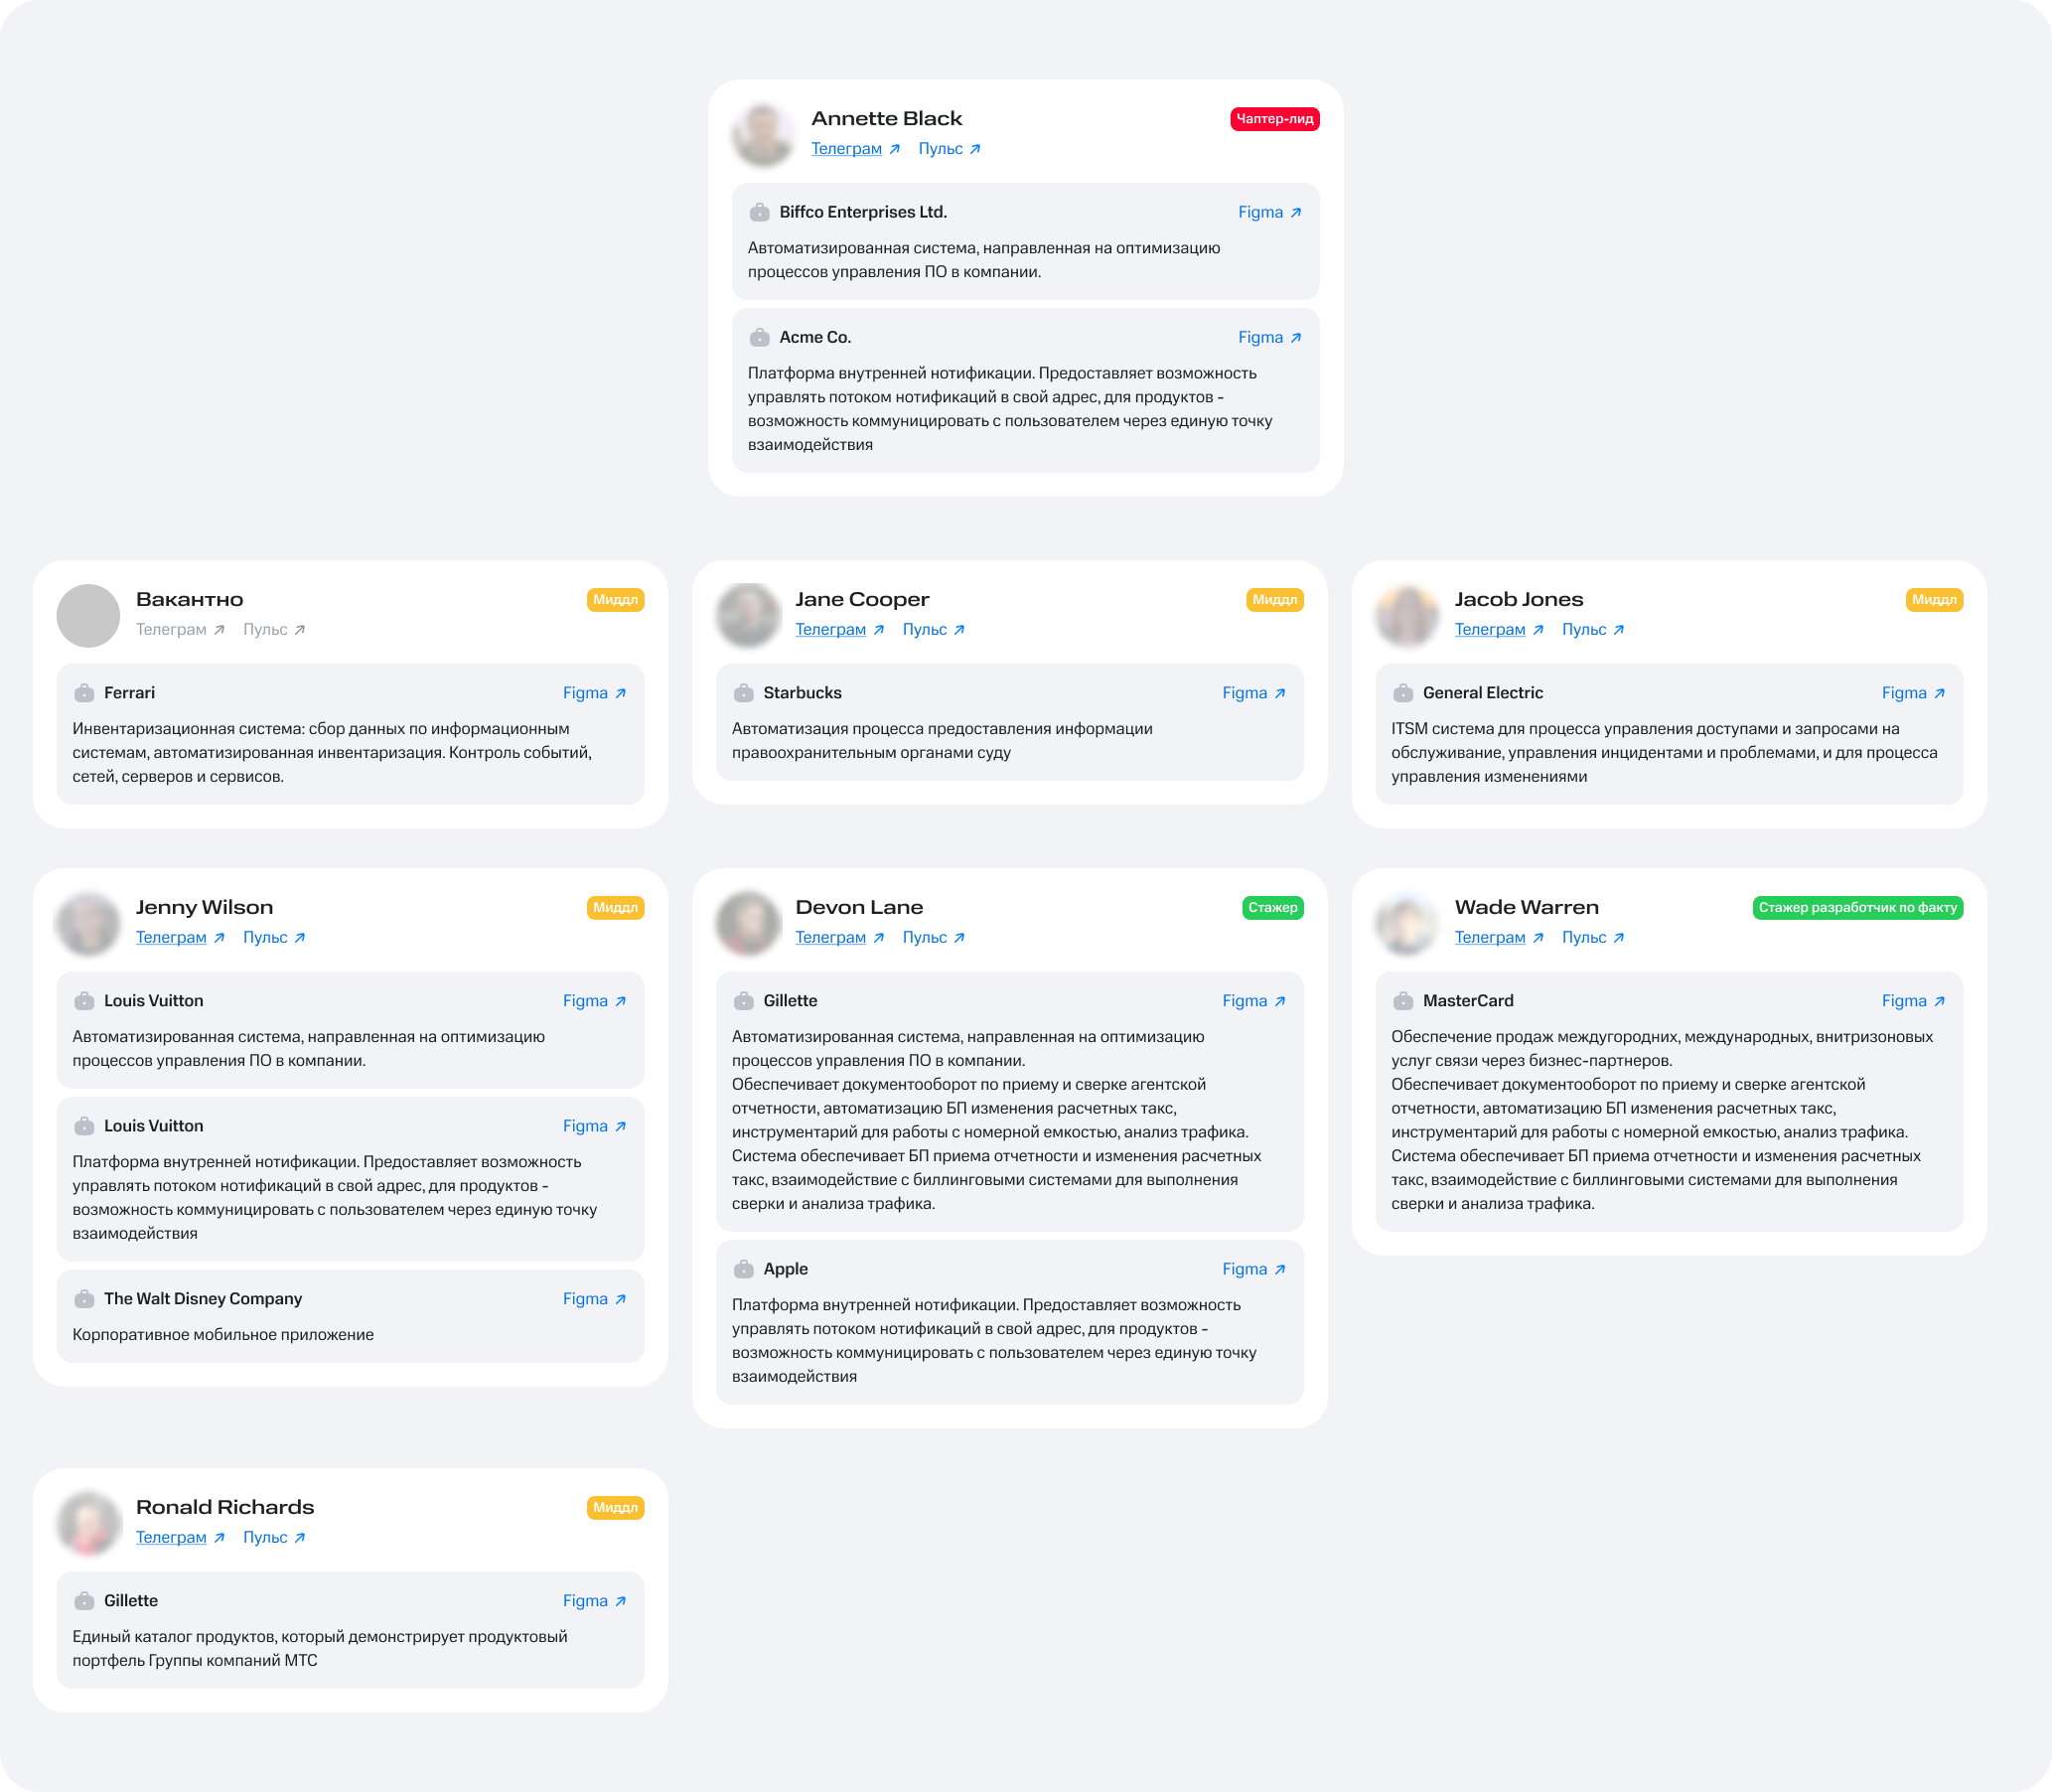 Annette Black
Чаптер-лид
Телеграм Пульс
Biffco Enterprises Ltd.
Figma
Автоматизированная система, направленная на оптимизацию
процессов управления ПО в компании.
Acme Co.
Figma
Платформа внутренней нотификации. Предоставляет возможность
управлять потоком нотификаций в свой адрес, для продуктов -
возможность коммуницировать с пользователем через единую точку
взаимодействия
Вакантно
Миддл
Телеграм Пульс
Ferrari
Figma
Инвентаризационная система: сбор данных по информационным
системам, автоматизированная инвентаризация. Контроль событий,
сетей, серверов и сервисов.
Jane Cooper
Миддл
Телеграм Пульс
Starbucks
Figma
Автоматизация процесса предоставления информации
правоохранительным органами суду
Jacob Jones
Миддл
Телеграм Пульс
General Electric
Figma
ITSM система для процесса управления доступами и запросами на
обслуживание, управления инцидентами и проблемами, и для процесса
управления изменениями
Jenny Wilson
Миддл
Телеграм Пульс
Louis Vuitton
Figma
Автоматизированная система, направленная на оптимизацию
процессов управления ПО в компании.
Louis Vuitton
Figma
Платформа внутренней нотификации. Предоставляет возможность
управлять потоком нотификаций в свой адрес, для продуктов -
возможность коммуницировать с пользователем через единую точку
взаимодействия
The Walt Disney Company
Figma
Корпоративное мобильное приложение
Devon Lane
Стажер
Телеграм Пульс
Gillette
Figma
Автоматизированная система, направленная на оптимизацию
процессов управления ПО в компании.
Обеспечивает документооборот по приему и сверке агентской
отчетности, автоматизацию БП изменения расчетных такс,
инструментарий для работы с номерной емкостью, анализ трафика.
Система обеспечивает БП приема отчетности и изменения расчетных
такс, взаимодействие с биллинговыми системами для выполнения
сверки и анализа трафика.
Apple
Figma
Платформа внутренней нотификации. Предоставляет возможность
управлять потоком нотификаций в свой адрес, для продуктов -
возможность коммуницировать с пользователем через единую точку
взаимодействия
Wade Warren
Стажер разработчик по факту
Телеграм Пульс
MasterCard
Figma
Обеспечение продаж междугородних, международных, внитризоновых
услуг связи через бизнес-партнеров.
Обеспечивает документооборот по приему и сверке агентской
отчетности, автоматизацию БП изменения расчетных такс,
инструментарий для работы с номерной емкостью, анализ трафика.
Система обеспечивает БП приема отчетности и изменения расчетных
такс, взаимодействие с биллинговыми системами для выполнения
сверки и анализа трафика.
Ronald Richards
Миддл
Телеграм Пульс
Gillette
Figma
Единый каталог продуктов, который демонстрирует продуктовый
портфель Группы компаний МТС